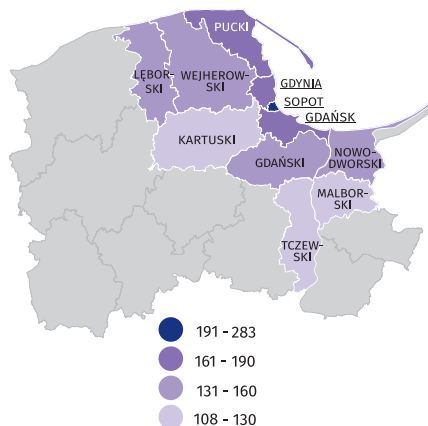 PUCKI
LĘBOR-
SKI
WEJHEROW-
SKI
GDYNIA
SOPOT
GDAŃSK
KARTUSKI
GDAŃSKI
NOWO-
DWORSKI
MALBOR-
SKI
TCZEW-
SKI
191 - 283
161 - 190
131 - 160
108 - 130